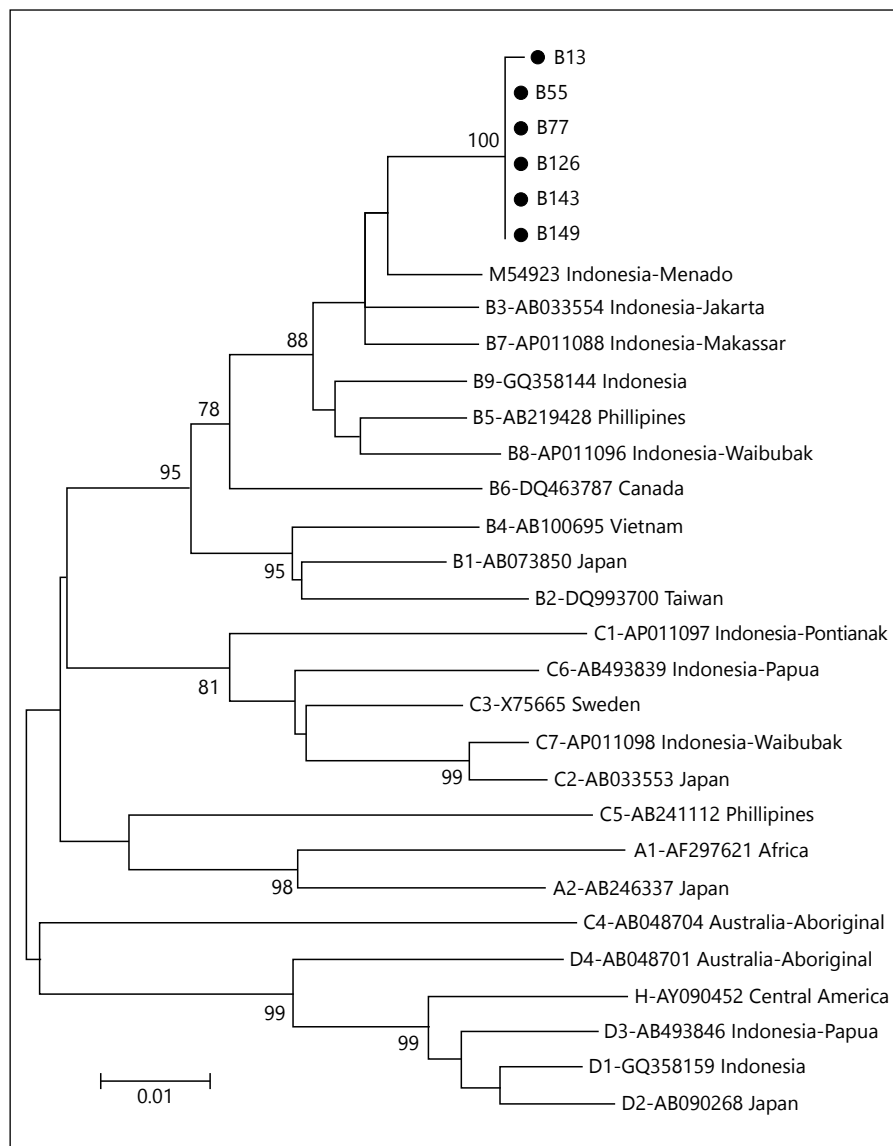 B13
B55
B77
100
B126
B143
B149
M54923 Indonesia-Menado
B3-AB033554 Indonesia-Jakarta
88
B7-AP011088 Indonesia-Makassar
B9-GQ358144 Indonesia
78
B5-AB219428 Phillipines
B8-AP011096 Indonesia-Waibubak
95
B6-DQ463787 Canada
B4-AB100695 Vietnam
B1-AB073850 Japan
95
B2-DQ993700 Taiwan
C1-AP011097 Indonesia-Pontianak
C6-AB493839 Indonesia-Papua
81
C3-X75665 Sweden
C7-AP011098 Indonesia-Waibubak
99
C2-AB033553 Japan
C5-AB241112 Phillipines
A1-AF297621 Africa
98
A2-AB246337 Japan
C4-AB048704 Australia-Aboriginal
D4-AB048701 Australia-Aboriginal
H-AY090452 Central America
99
D3-AB493846 Indonesia-Papua
99
D1-GQ358159 Indonesia
0.01
D2-AB090268 Japan